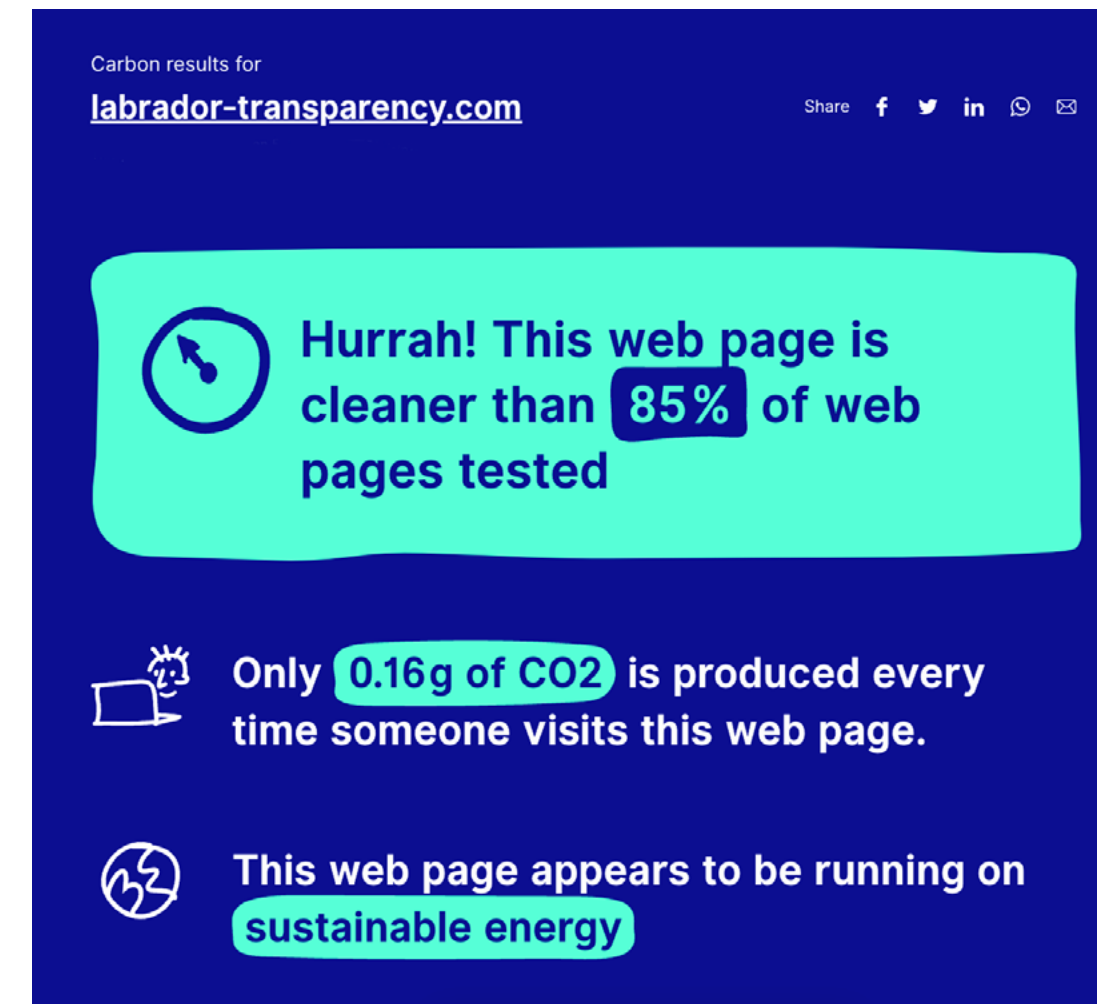 Carbon results for
labrador-transparency.com
Share
Hurrah! This web page is
cleaner than 85% of web
pages tested
Only 0.16g of CO2 is produced every
time someone visits this web page.
This web page appears to be running on
sustainable energy